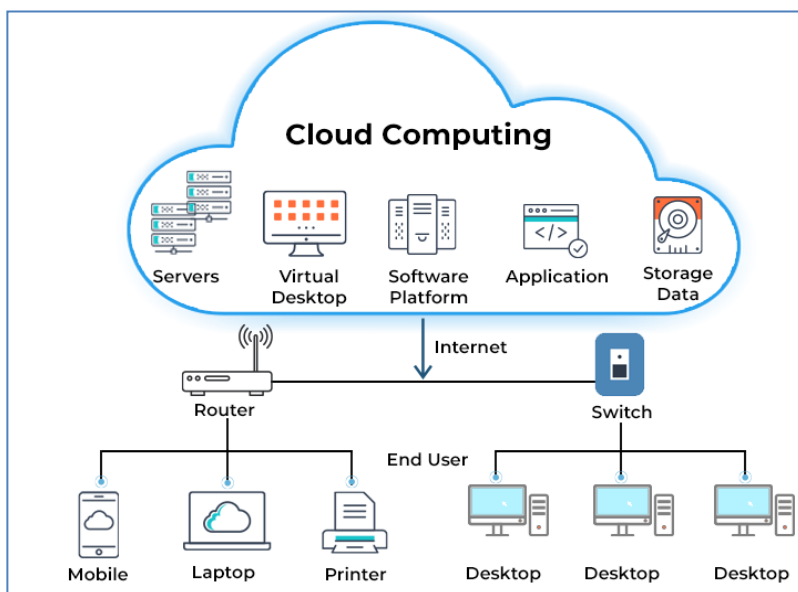 Cloud Computing
Servers
Virtual
Desktop
Software
Platform
Application
Storage
Data
Internet
Router
Switch
End User
Mobile
Laptop
Printer
Desktop
Desktop
Desktop